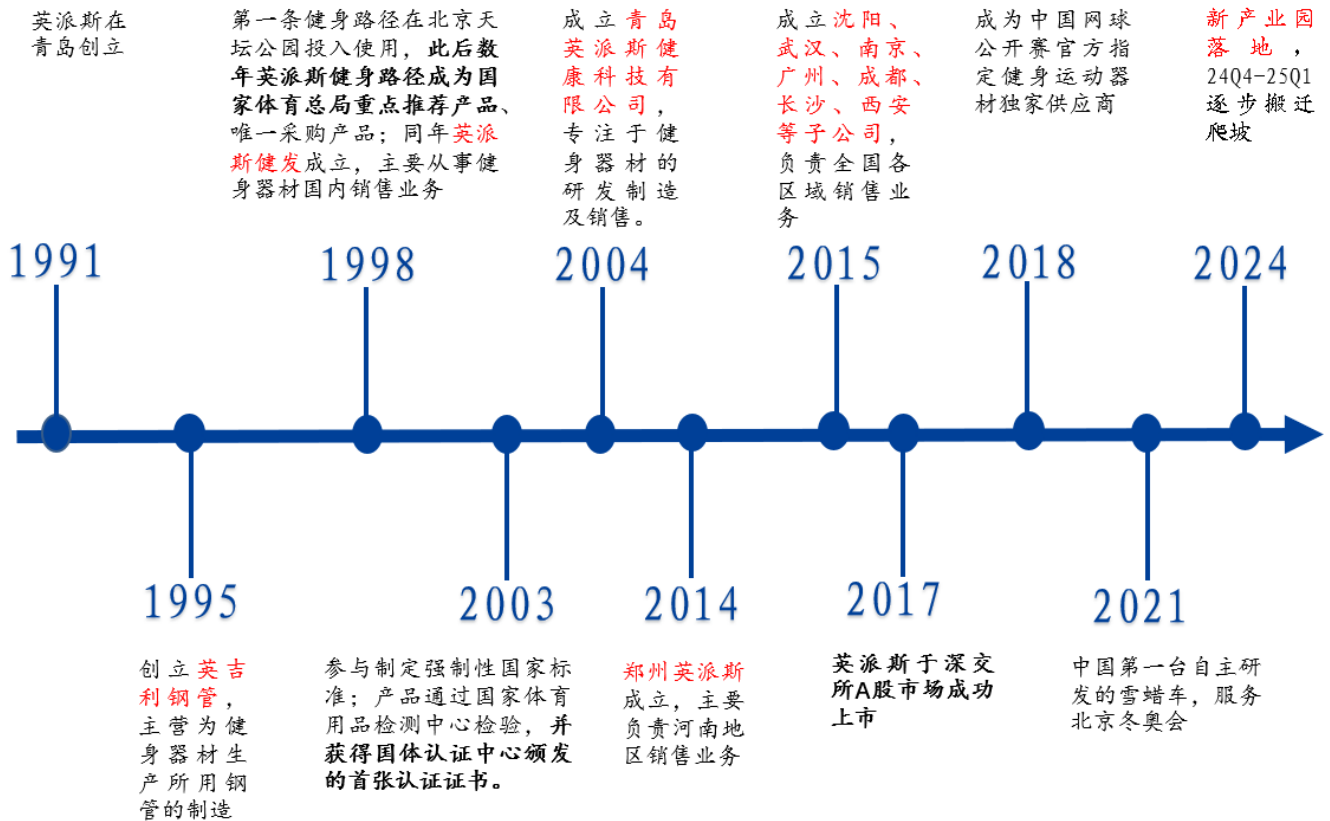 英派斯在
青岛创立
第一条健身路径在北京天
坛公园投入使用，此后数
年英派斯健身路径成为国
家体育总局重点推荐产品、
唯一采购产品；同年英派
斯健发成立，主要从事健
身器材国内销售业务
成立青岛
英派斯健
康科技有
限公司，
专注于健
身器材的
研发制造
及销售。
成立沈阳、
武汉、南京、
广州、成都、
长沙、西安
等子公司，
负责全国各
区域销售业
务
成为中国网球
公开赛官方指
定健身运动器
材独家供应商
新产业园
落地，
24Q4-25Q1
逐步搬迁
爬坡
1991
1998
2004
2015
2018
2024
1995
2003
2014
2017
2021
创立英吉
利钢管，
主营为健
身器材生
产所用钢
管的制造
参与制定强制性国家标
准；产品通过国家体育
用品检测中心检验，并
获得国体认证中心颁发
的首张认证证书。
郑州英派斯
成立，主要
负责河南地
区销售业务
英派斯于深交
所A股市场成功
上市
中国第一台自主研
发的雪蜡车，服务
北京冬奥会